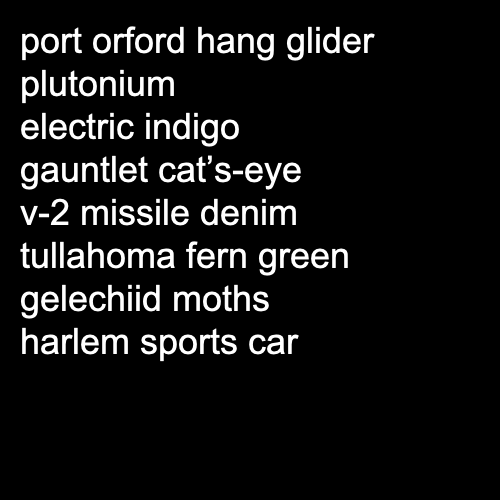 port orford hang glider
plutonium
electric indigo
gauntlet cat’s-eye
v-2 missile denim
tullahoma fern green
gelechiid moths
harlem sports car